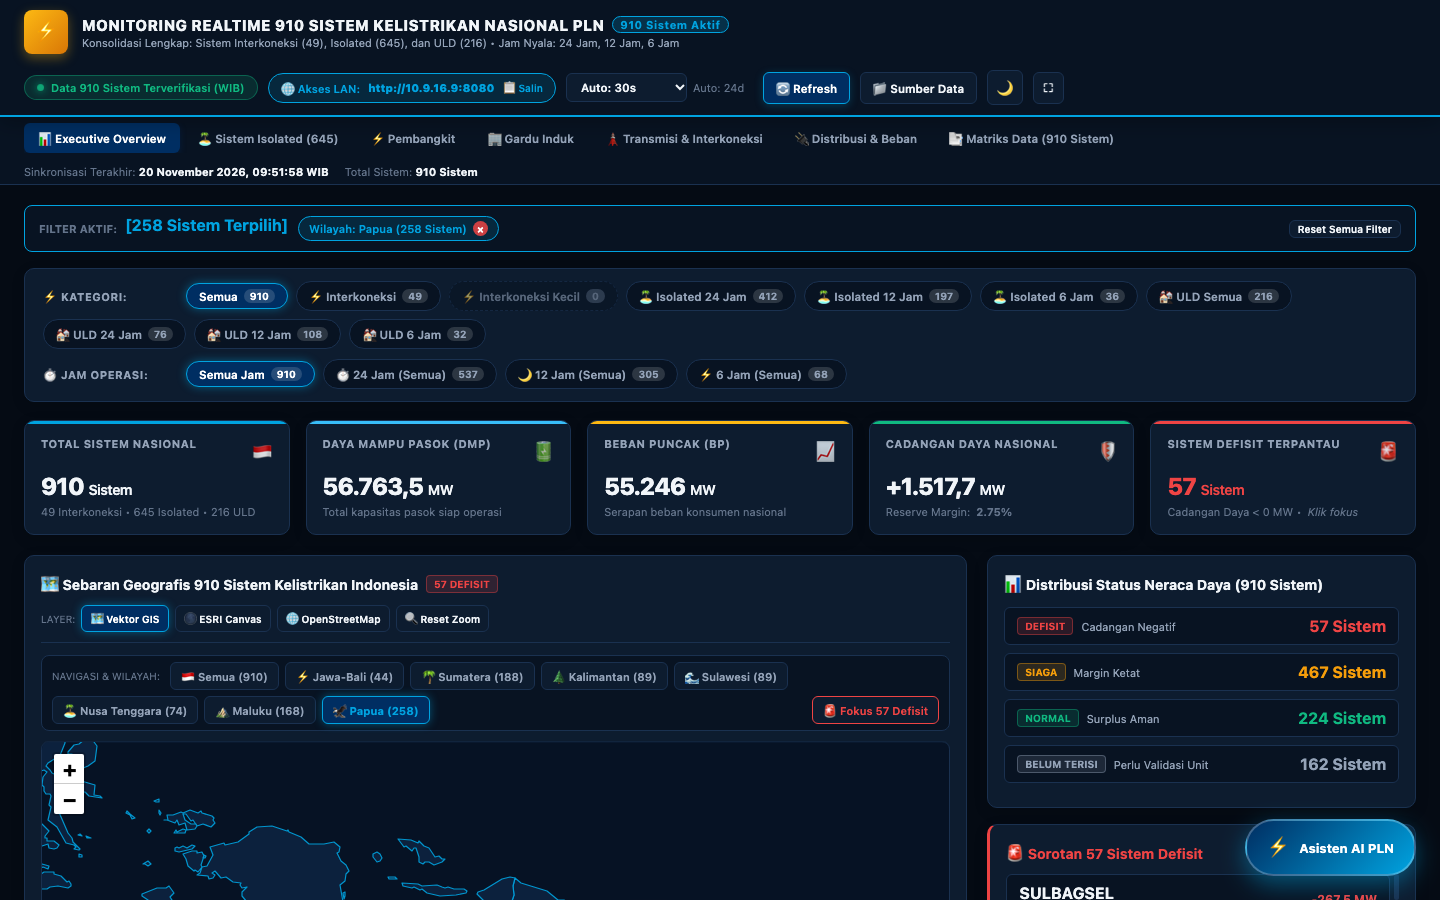 MONITORING REALTIME 910 SISTEM KELISTRIKAN NASIONAL PLN 910 Sistem Aktif
Konsolidasi Lengkap: Sistem Interkoneksi (49), Isolated (645), dan ULD (216) • Jam Nyala: 24 Jam, 12 Jam, 6 Jam
Data 910 Sistem Terverifikasi (WIB) Akses LAN: http://10.9.16.9:8080 Salin Auto: 30s Auto: 24d Refresh Sumber Data
Executive Overview Sistem Isolated (645) Pembangkit Gardu Induk Transmisi & Interkoneksi Distribusi & Beban Matriks Data (910 Sistem)
Sinkronisasi Terakhir: 20 November 2026, 09:51:58 WIB Total Sistem: 910 Sistem
FILTER AKTIF: [258 Sistem Terpilih] Wilayah: Papua (258 Sistem) × Reset Semua Filter
KATEGORI: Semua 910 Interkoneksi 49 Interkoneksi Kecil 0 Isolated 24 Jam 412 Isolated 12 Jam 197 Isolated 6 Jam 36 ULD Semua 216
ULD 24 Jam 76 ULD 12 Jam 108 ULD 6 Jam 32
JAM OPERASI: Semua Jam 910 24 Jam (Semua) 537 12 Jam (Semua) 305 6 Jam (Semua) 68
TOTAL SISTEM NASIONAL
910 Sistem
49 Interkoneksi • 645 Isolated • 216 ULD
DAYA MAMPU PASOK (DMP)
56.763,5 MW
Total kapasitas pasok siap operasi
BEBAN PUNCAK (BP)
55.246 MW
Serapan beban konsumen nasional
CADANGAN DAYA NASIONAL
+1.517,7 MW
Reserve Margin: 2.75%
SISTEM DEFISIT TERPANTAU
57 Sistem
Cadangan Daya < 0 MW • Klik fokus
Sebaran Geografis 910 Sistem Kelistrikan Indonesia 57 DEFISIT
LAYER: Vektor GIS ESRI Canvas OpenStreetMap Reset Zoom
NAVIGASI & WILAYAH: Semua (910) Jawa-Bali (44) Sumatera (188) Kalimantan (89) Sulawesi (89)
Nusa Tenggara (74) Maluku (168) Papua (258) Fokus 57 Defisit
+
−
Distribusi Status Neraca Daya (910 Sistem)
DEFISIT Cadangan Negatif 57 Sistem
SIAGA Margin Ketat 467 Sistem
NORMAL Surplus Aman 224 Sistem
BELUM TERISI Perlu Validasi Unit 162 Sistem
Sorotan 57 Sistem Defisit
Asisten AI PLN
SULBAGSEL -267,5 MW